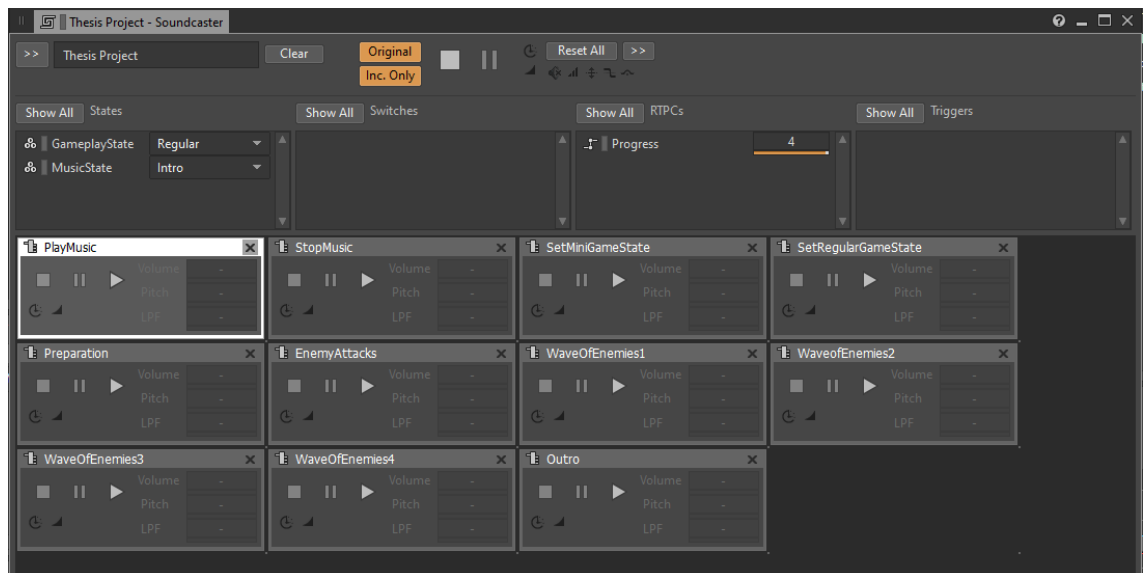 Thesis Project - Soundcaster
>> Thesis Project Clear Original Reset All >>
Inc. Only
Show All States Show All Switches Show All RTPCs Show All Triggers
GameplayState Regular Progress 4
MusicState Intro
PlayMusic StopMusic SetMiniGameState SetRegularGameState
Volume - Volume - Volume - Volume -
Pitch - Pitch - Pitch - Pitch -
LPF - LPF - LPF - LPF -
Preparation EnemyAttacks WaveOfEnemies1 WaveofEnemies2
Volume - Volume - Volume - Volume -
Pitch - Pitch - Pitch - Pitch -
LPF - LPF - LPF - LPF -
WaveOfEnemies3 WaveOfEnemies4 Outro
Volume - Volume - Volume -
Pitch - Pitch - Pitch -
LPF - LPF - LPF -